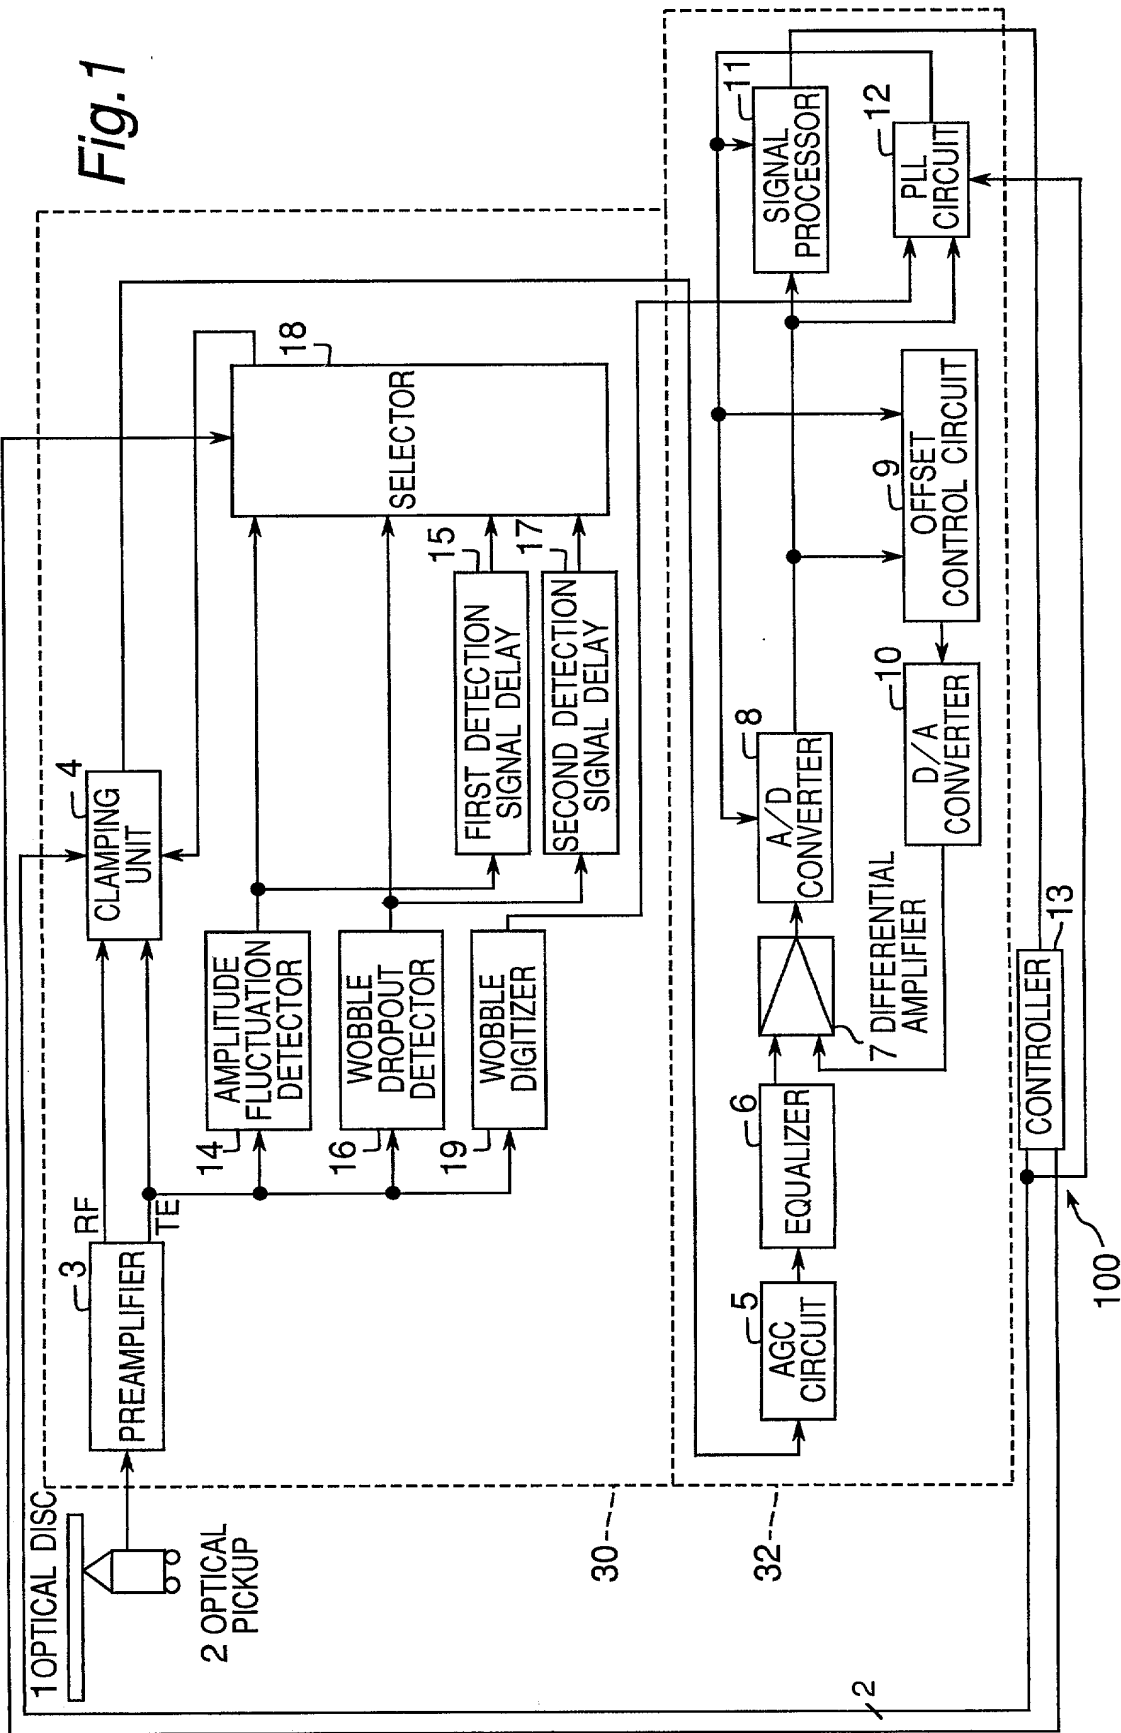 Fig.1
1 OPTICAL DISC
2 OPTICAL
PICKUP
3
PREAMPLIFIER
RF
TE
4
CLAMPING
UNIT
14
AMPLITUDE
FLUCTUATION
DETECTOR
16
WOBBLE
DROPOUT
DETECTOR
19
WOBBLE
DIGITIZER
15
FIRST DETECTION
SIGNAL DELAY
17
SECOND DETECTION
SIGNAL DELAY
18
SELECTOR
30
32
5
AGC
CIRCUIT
6
EQUALIZER
7 DIFFERENTIAL
AMPLIFIER
8
A/D
CONVERTER
10
D/A
CONVERTER
9
OFFSET
CONTROL CIRCUIT
11
SIGNAL
PROCESSOR
12
PLL
CIRCUIT
13
CONTROLLER
100
2